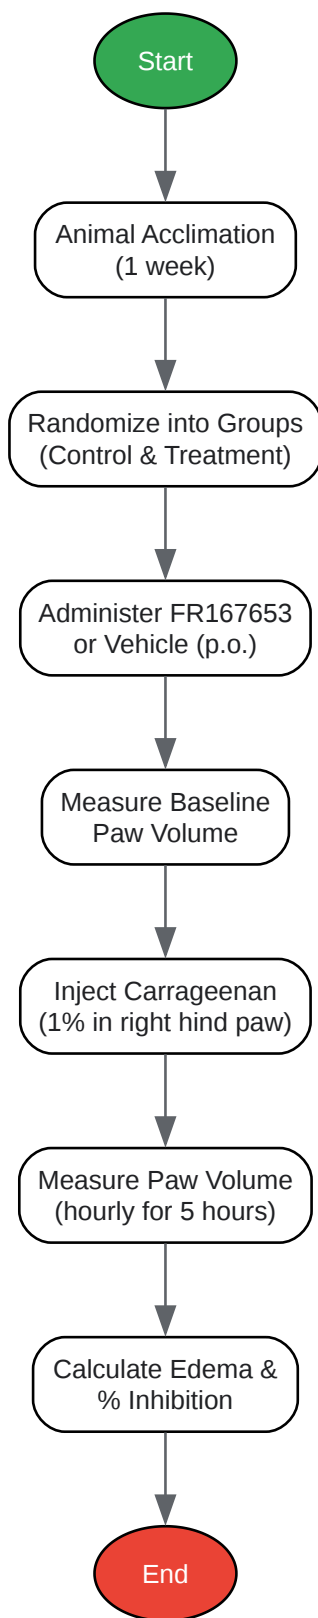 Start
Animal Acclimation
(1 week)
Randomize into Groups
(Control & Treatment)
Administer FR167653
or Vehicle (p.o.)
Measure Baseline
Paw Volume
Inject Carrageenan
(1% in right hind paw)
Measure Paw Volume
(hourly for 5 hours)
Calculate Edema &
% Inhibition
End